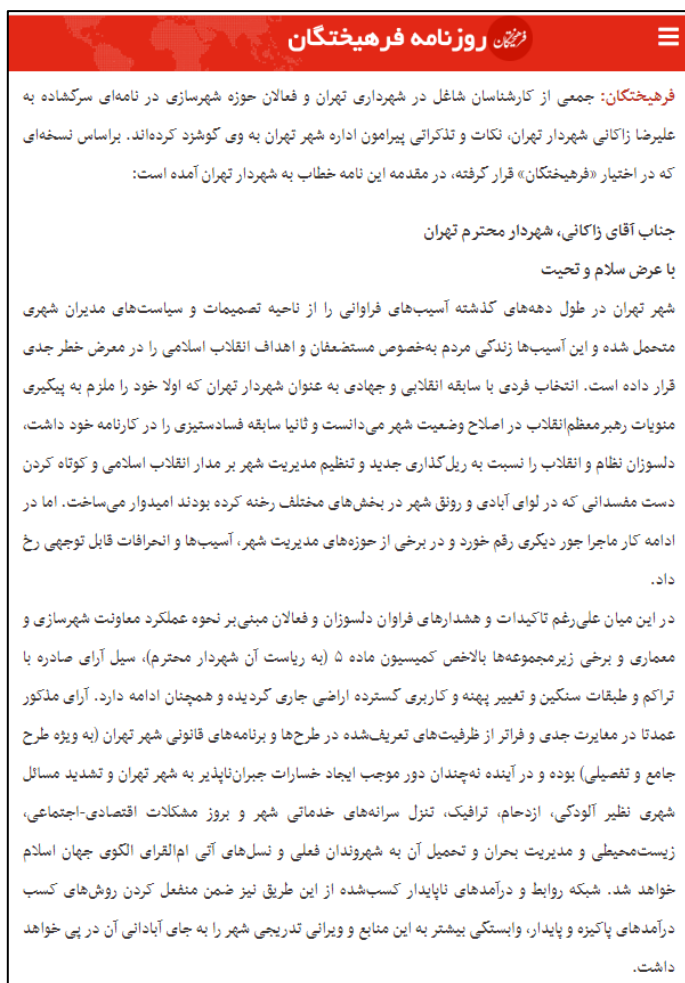 فرهیختگان روزنامه فرهیختگان
فرهیختگان: جمعی از کارشناسان شاغل در شهرداری تهران و فعالان حوزه شهرسازی در نامه‌ای سرگشاده به
علیرضا زاکانی شهردار تهران، نکات و تذکراتی پیرامون اداره شهر تهران به وی گوشزد کرده‌اند. براساس نسخه‌ای
که در اختیار «فرهیختگان» قرار گرفته، در مقدمه این نامه خطاب به شهردار تهران آمده است:
جناب آقای زاکانی، شهردار محترم تهران
با عرض سلام و تحیت
شهر تهران در طول دهه‌های گذشته آسیب‌های فراوانی را از ناحیه تصمیمات و سیاست‌های مدیران شهری
متحمل شده و این آسیب‌ها زندگی مردم به‌خصوص مستضعفان و اهداف انقلاب اسلامی را در معرض خطر جدی
قرار داده است. انتخاب فردی با سابقه انقلابی و جهادی به عنوان شهردار تهران که اولا خود را ملزم به پیگیری
منویات رهبرمعظم‌انقلاب در اصلاح وضعیت شهر می‌دانست و ثانیا سابقه فسادستیزی را در کارنامه خود داشت،
دلسوزان نظام و انقلاب را نسبت به ریل‌گذاری جدید و تنظیم مدیریت شهر بر مدار انقلاب اسلامی و کوتاه کردن
دست مفسدانی که در لوای آبادی و رونق شهر در بخش‌های مختلف رخنه کرده بودند امیدوار می‌ساخت. اما در
ادامه کار ماجرا جور دیگری رقم خورد و در برخی از حوزه‌های مدیریت شهر، آسیب‌ها و انحرافات قابل توجهی رخ
داد.
در این میان علی‌رغم تاکیدات و هشدارهای فراوان دلسوزان و فعالان مبنی‌بر نحوه عملکرد معاونت شهرسازی و
معماری و برخی زیرمجموعه‌ها بالاخص کمیسیون ماده ۵ (به ریاست آن شهردار محترم)، سیل آرای صادره با
تراکم و طبقات سنگین و تغییر پهنه و کاربری گسترده اراضی جاری گردیده و همچنان ادامه دارد. آرای مذکور
عمدتا در مغایرت جدی و فراتر از ظرفیت‌های تعریف‌شده در طرح‌ها و برنامه‌های قانونی شهر تهران (به ویژه طرح
جامع و تفصیلی) بوده و در آینده نه‌چندان دور موجب ایجاد خسارات جبران‌ناپذیر به شهر تهران و تشدید مسائل
شهری نظیر آلودگی، ازدحام، ترافیک، تنزل سرانه‌های خدماتی شهر و بروز مشکلات اقتصادی-اجتماعی،
زیست‌محیطی و مدیریت بحران و تحمیل آن به شهروندان فعلی و نسل‌های آتی ام‌القرای الگوی جهان اسلام
خواهد شد. شبکه روابط و درآمدهای ناپایدار کسب‌شده از این طریق نیز ضمن منفعل کردن روش‌های کسب
درآمدهای پاکیزه و پایدار، وابستگی بیشتر به این منابع و ویرانی تدریجی شهر را به جای آبادانی آن در پی خواهد
داشت.